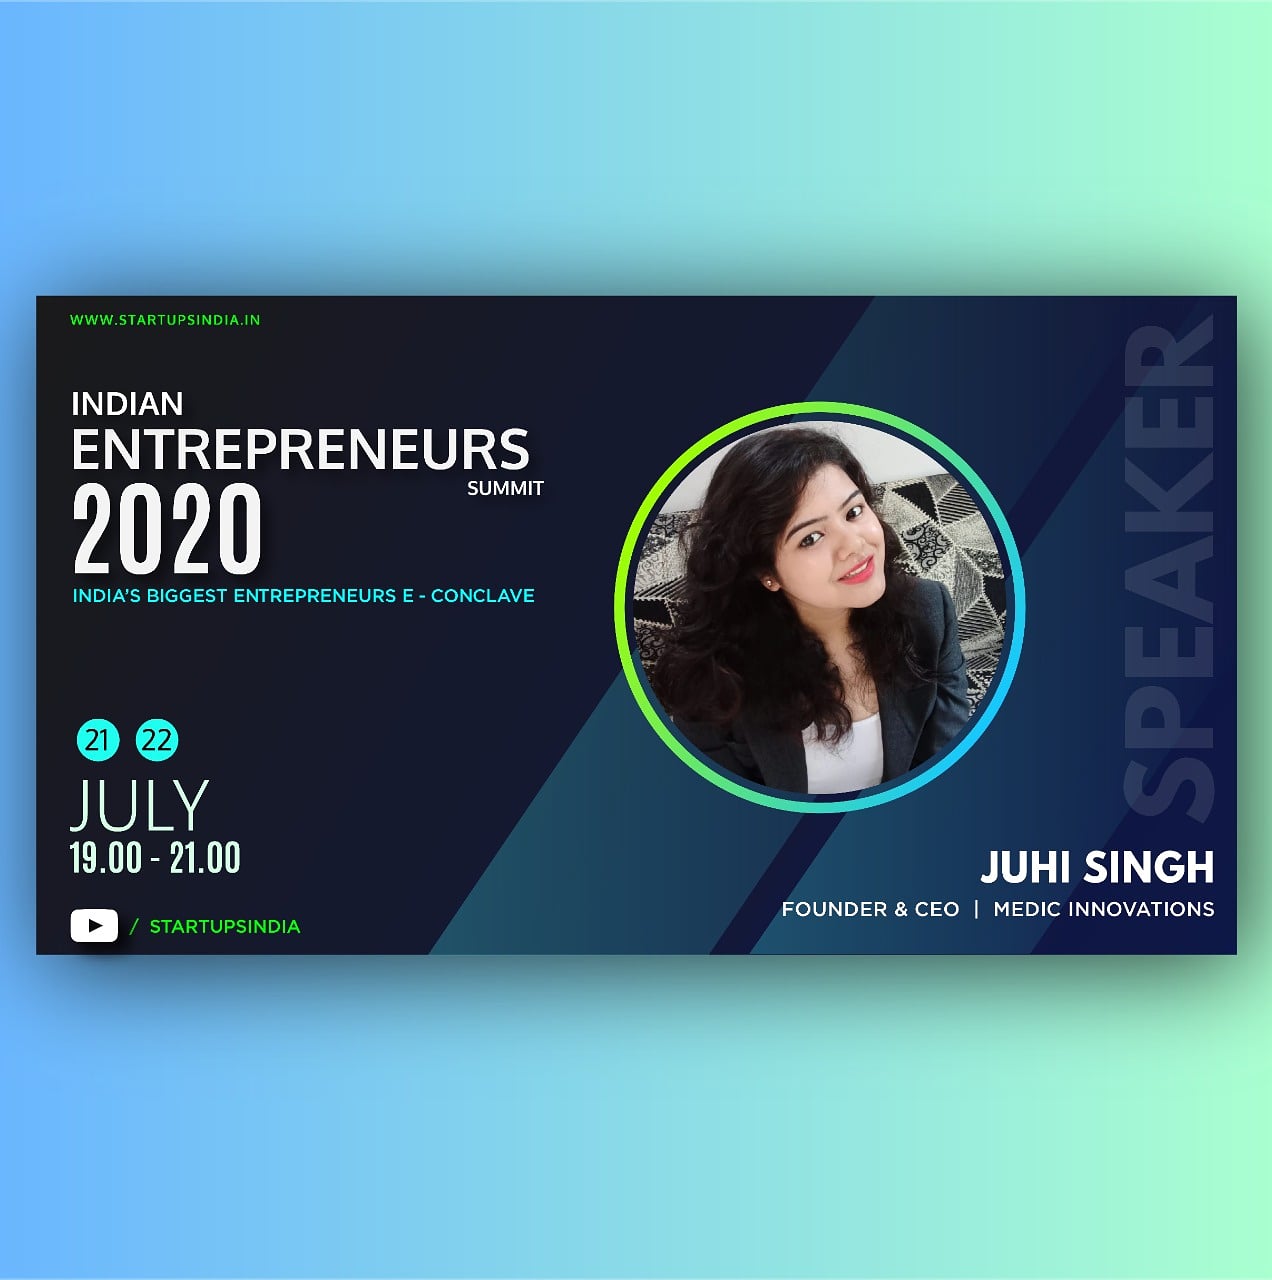 WWW.STARTUPSINDIA.IN
INDIAN
ENTREPRENEURS
SUMMIT
2020
INDIA'S BIGGEST ENTREPRENEURS E - CONCLAVE
21 22
JULY
19.00 - 21.00
/ STARTUPSINDIA
SPEAKER
JUHI SINGH
FOUNDER & CEO | MEDIC INNOVATIONS